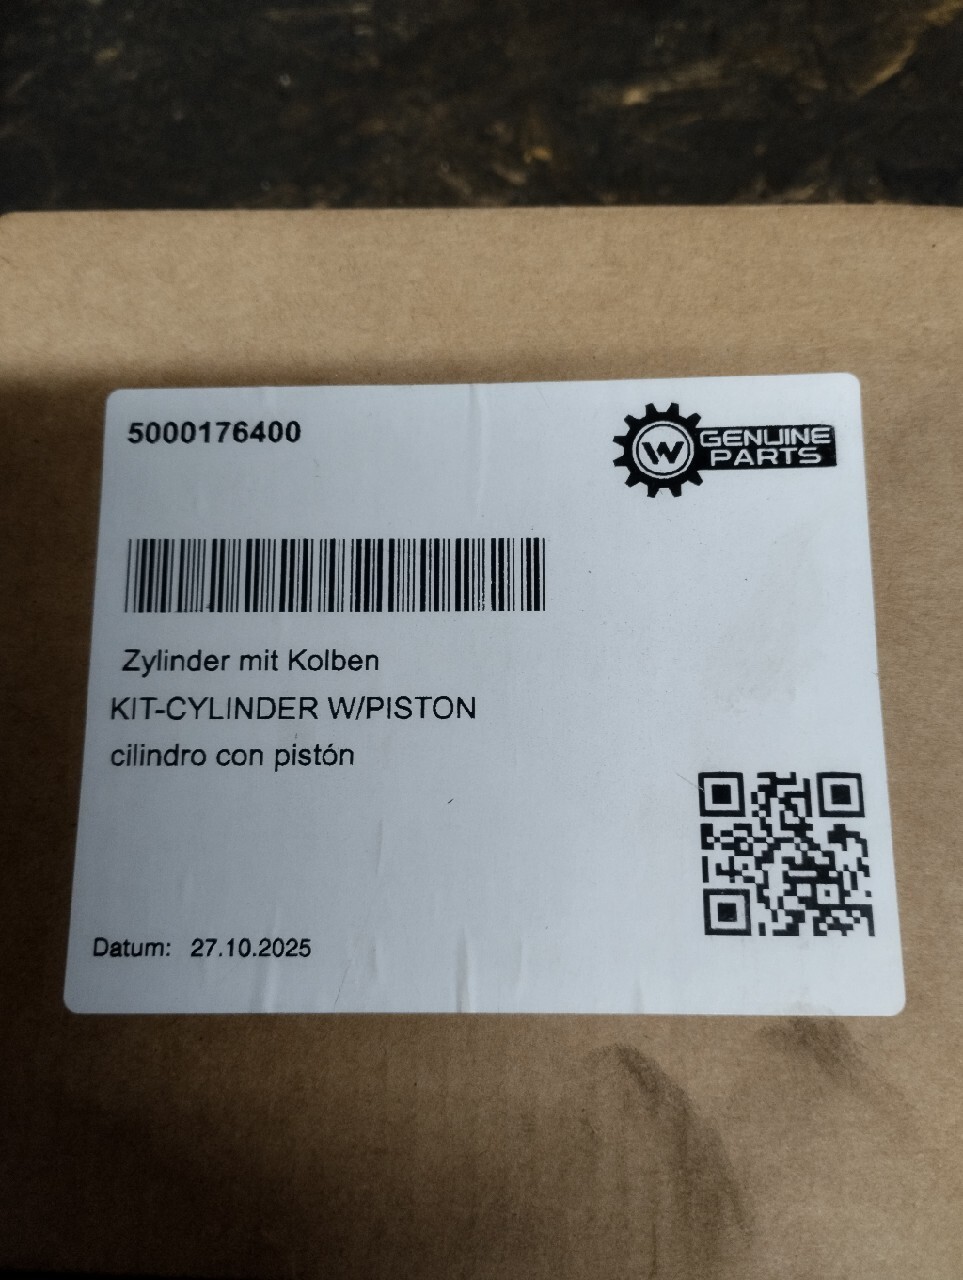 5000176400
W GENUINE
PARTS
Zylinder mit Kolben
KIT-CYLINDER W/PISTON
cilindro con pistón
Datum: 27.10.2025